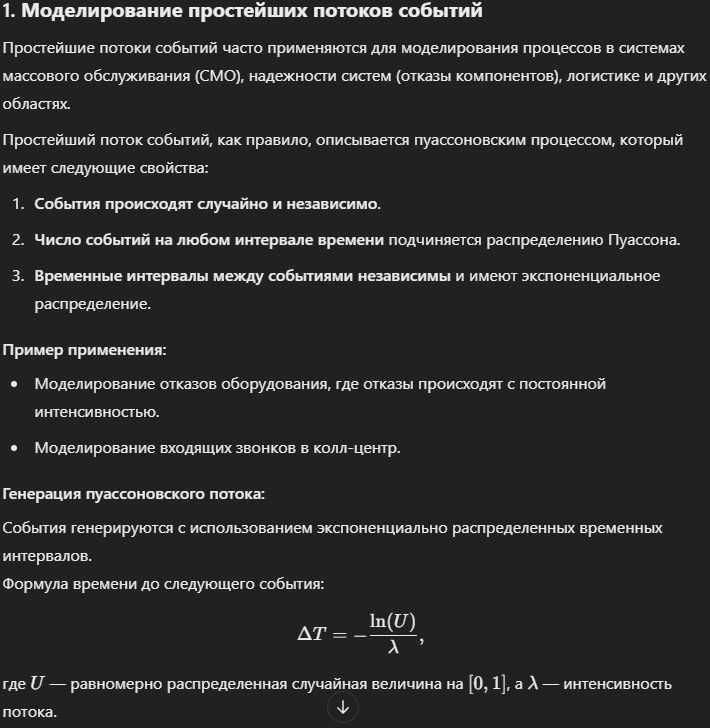 1. Моделирование простейших потоков событий
Простейшие потоки событий часто применяются для моделирования процессов в системах
массового обслуживания (СМО), надежности систем (отказы компонентов), логистике и других
областях.
Простейший поток событий, как правило, описывается пуассоновским процессом, который
имеет следующие свойства:
1. События происходят случайно и независимо.
2. Число событий на любом интервале времени подчиняется распределению Пуассона.
3. Временные интервалы между событиями независимы и имеют экспоненциальное
распределение.
Пример применения:
• Моделирование отказов оборудования, где отказы происходят с постоянной
интенсивностью.
• Моделирование входящих звонков в колл-центр.
Генерация пуассоновского потока:
События генерируются с использованием экспоненциально распределенных временных
интервалов.
Формула времени до следующего события:
ΔT = −ln(U)/λ,
где U — равномерно распределенная случайная величина на [0, 1], а λ — интенсивность
потока.